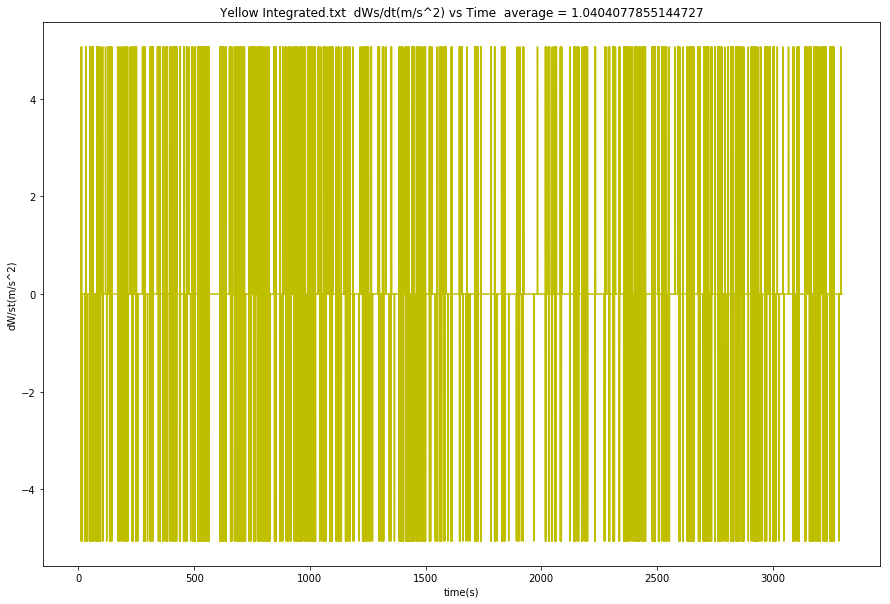 Yellow Integrated.txt  dWs/dt(m/s^2) vs Time  average = 1.0404077855144727
4
2
0
−2
−4
dW/st(m/s^2)
0 500 1000 1500 2000 2500 3000
time(s)